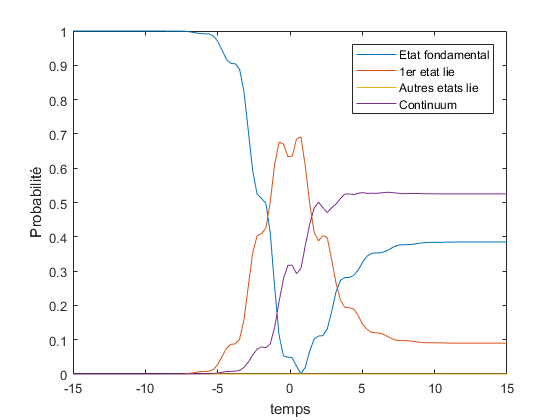 1
0.9
0.8
0.7
0.6
0.5
0.4
0.3
0.2
0.1
0
Probabilité
Etat fondamental
1er etat lie
Autres etats lie
Continuum
-15 -10 -5 0 5 10 15
temps